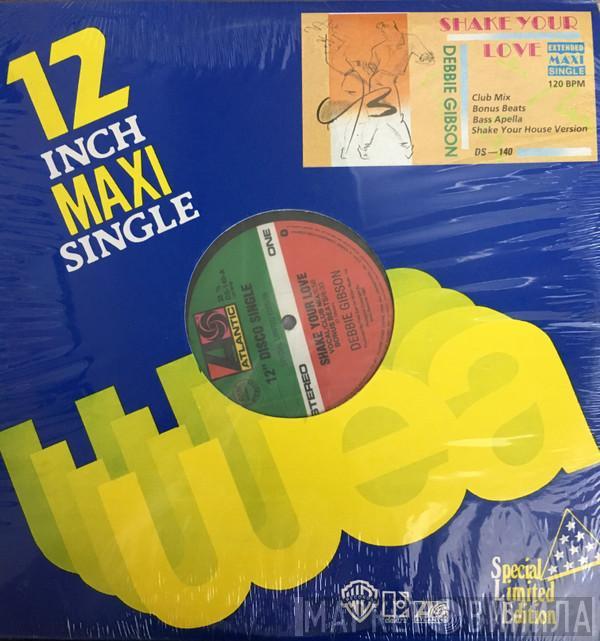 12
INCH
MAXI
SINGLE
SHAKE YOUR
LOVE
EXTENDED
MAXI
SINGLE
120 BPM
DEBBIE GIBSON
Club Mix
Bonus Beats
Bass Apella
Shake Your House Version
DS—140
ATLANTIC
12" DISCO SINGLE
STEREO
ONE
SHAKE YOUR LOVE
DEBBIE GIBSON
wea
Special
Limited
Edition